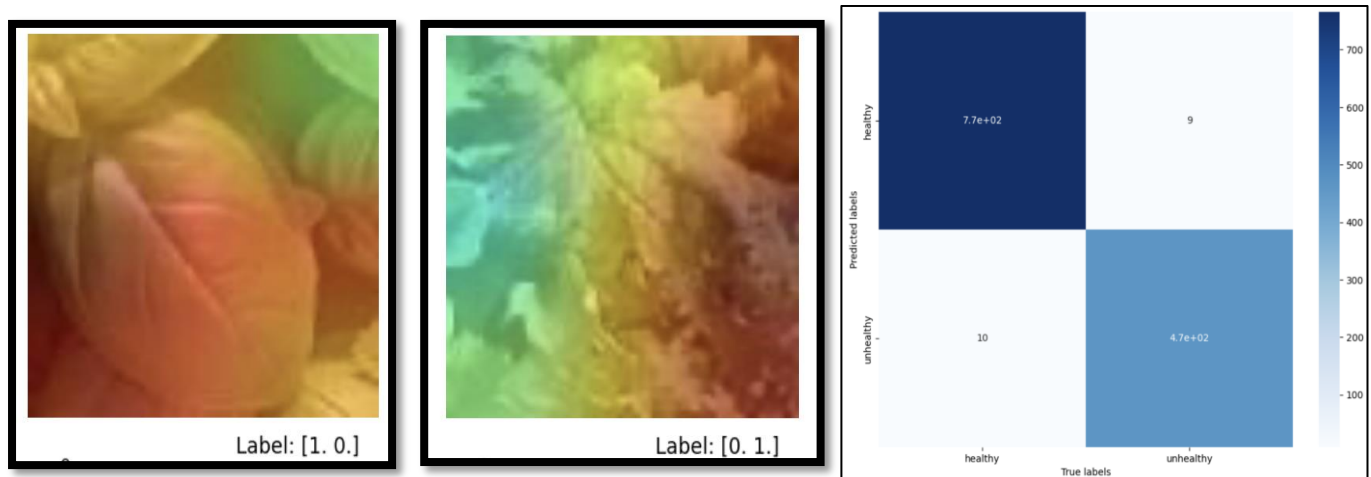 Label: [1. 0.]
Label: [0. 1.]
Predicted labels
healthy
unhealthy
7.7e+02
9
10
4.7e+02
healthy
unhealthy
True labels
700
600
500
400
300
200
100